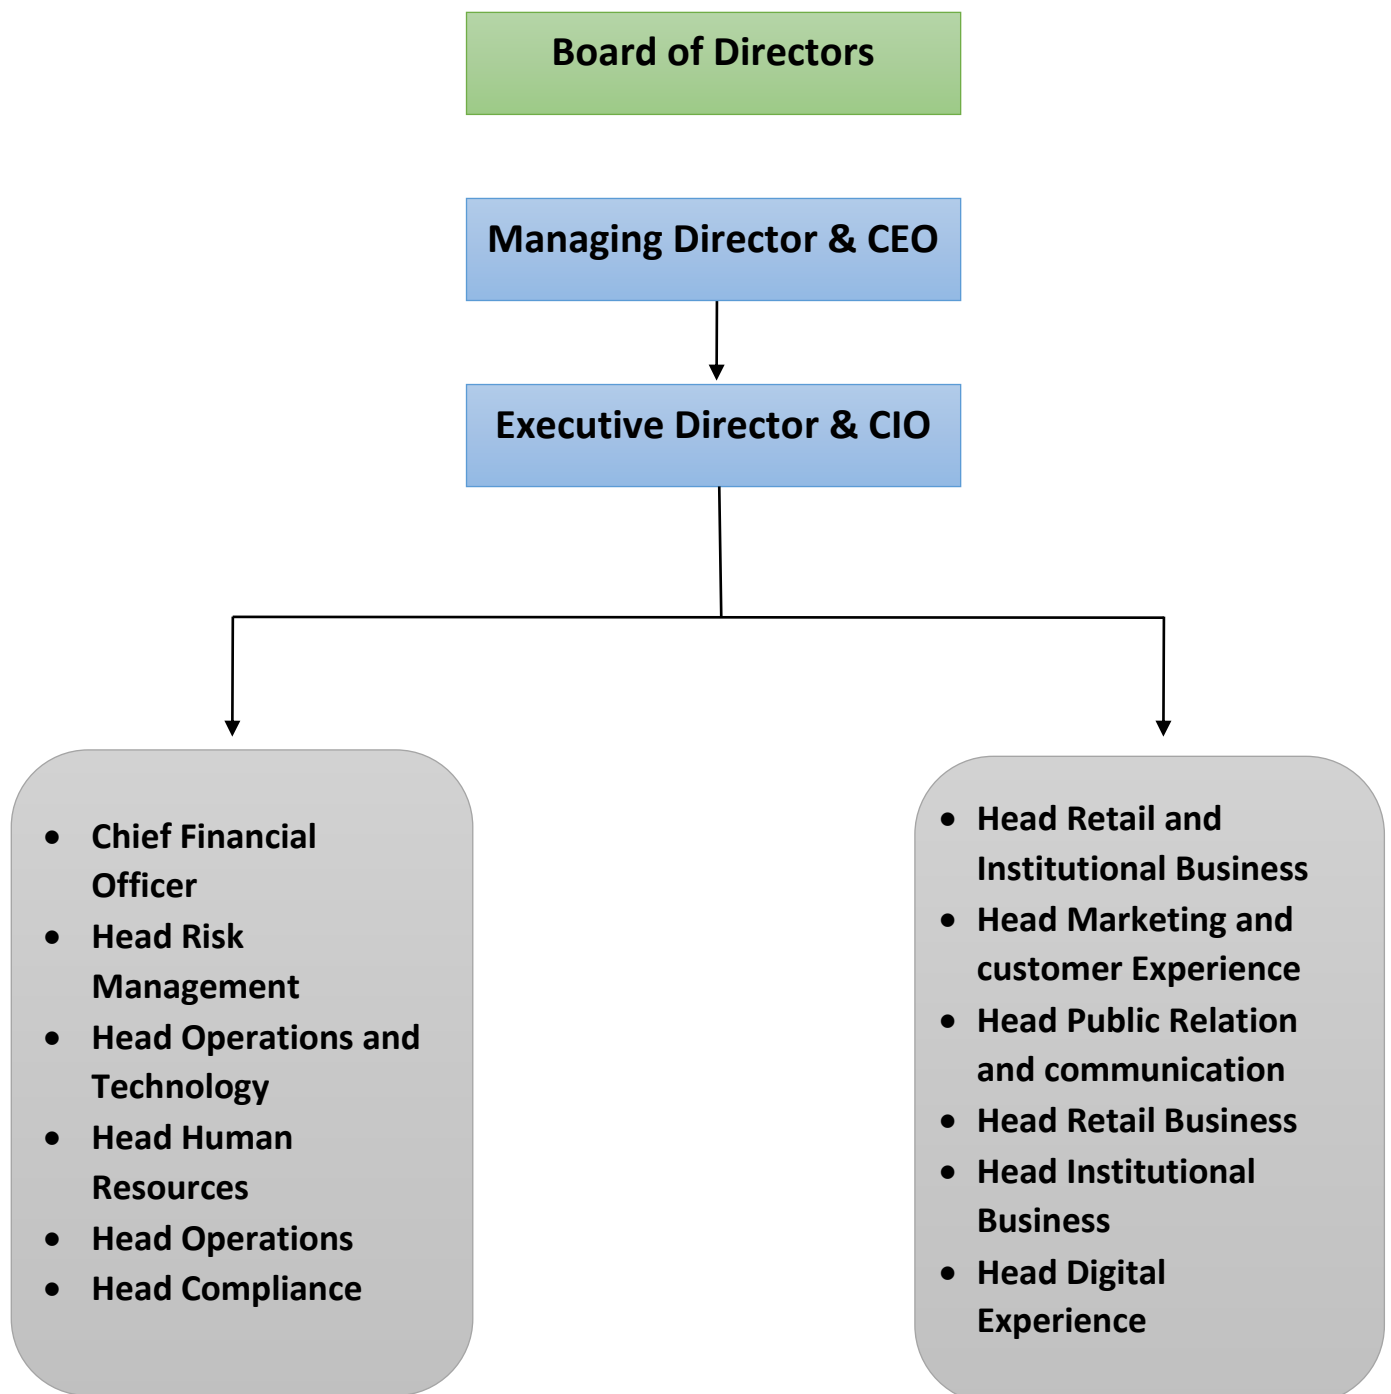 Board of Directors
Managing Director & CEO
Executive Director & CIO
• Chief Financial
Officer
• Head Risk
Management
• Head Operations and
Technology
• Head Human
Resources
• Head Operations
• Head Compliance
• Head Retail and
Institutional Business
• Head Marketing and
customer Experience
• Head Public Relation
and communication
• Head Retail Business
• Head Institutional
Business
• Head Digital
Experience